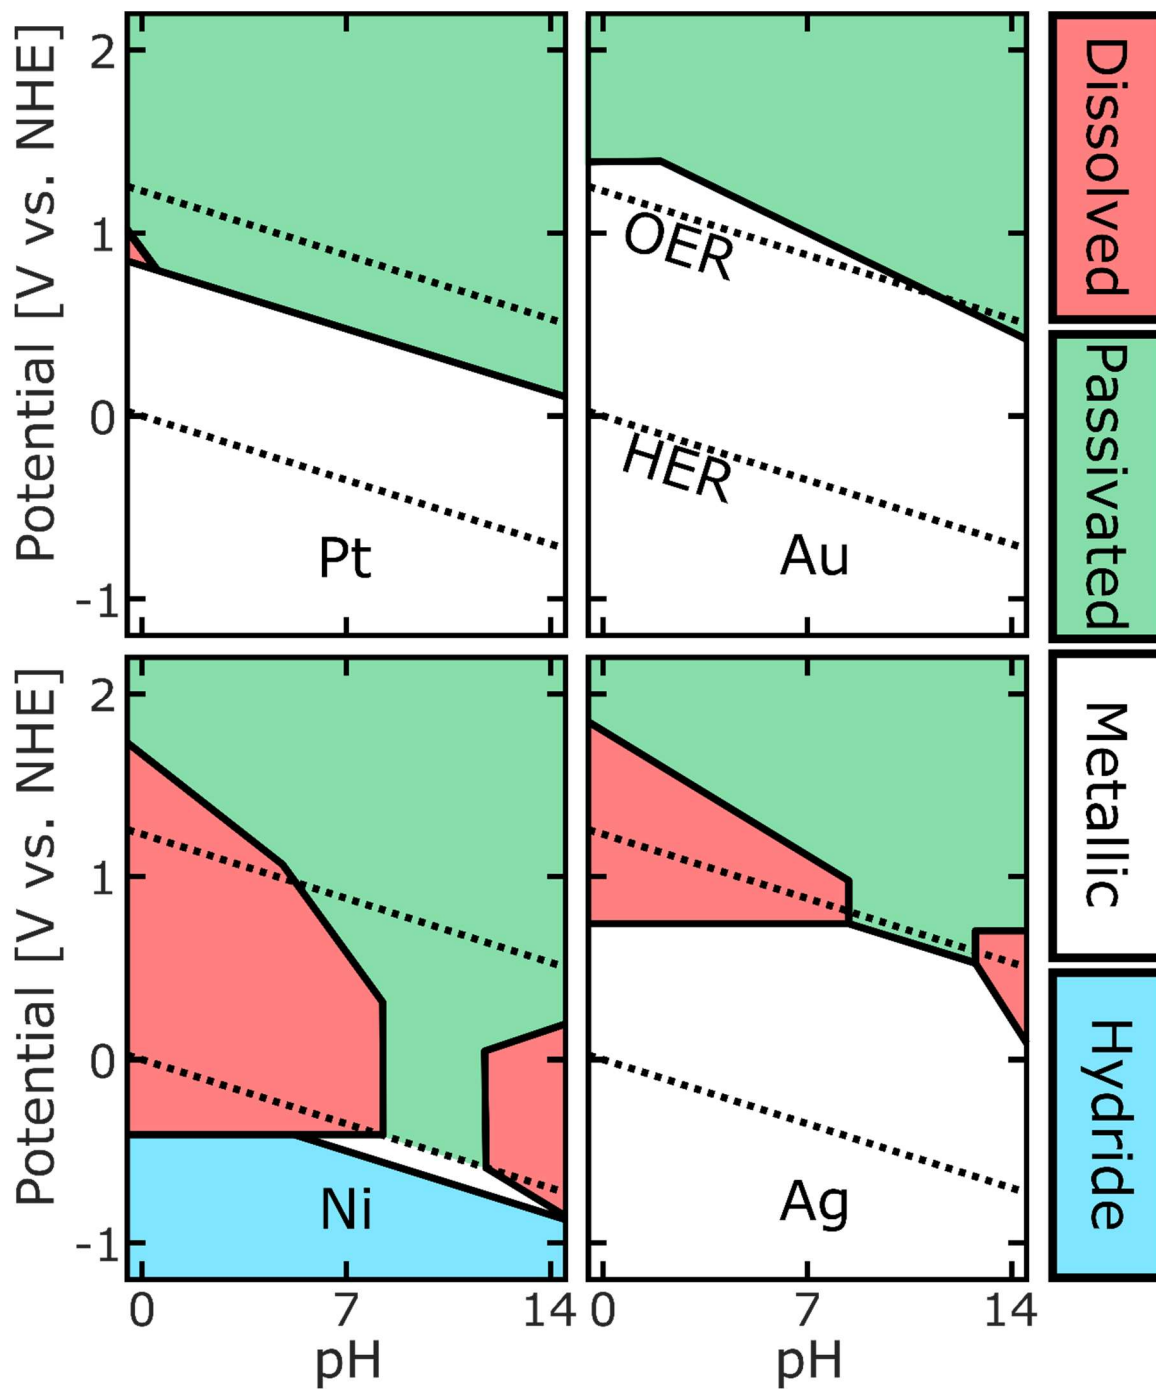 Potential [V vs. NHE]
2
1
0
-1
Pt
OER
HER
Au
Potential [V vs. NHE]
2
1
0
-1
Ni
Ag
0 7 14
0 7 14
pH
pH
Dissolved
Passivated
Metallic
Hydride